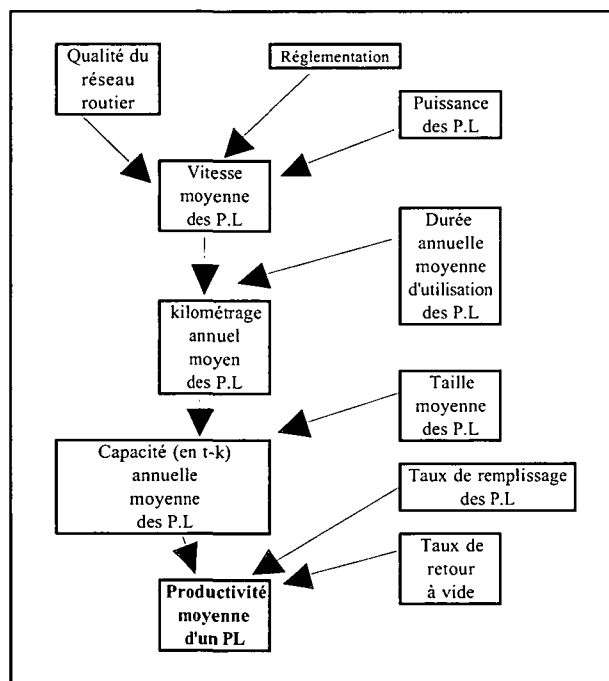 Qualité du
réseau
routier
Réglementation
Puissance
des P.L
Vitesse
moyenne
des P.L
Durée
annuelle
moyenne
d'utilisation
des P.L
kilométrage
annuel
moyen
des P.L
Taille
moyenne
des P.L
Capacité (en t-k)
annuelle
moyenne
des P.L
Taux de remplissage
des P.L
Taux de
retour
à vide
Productivité
moyenne
d'un PL